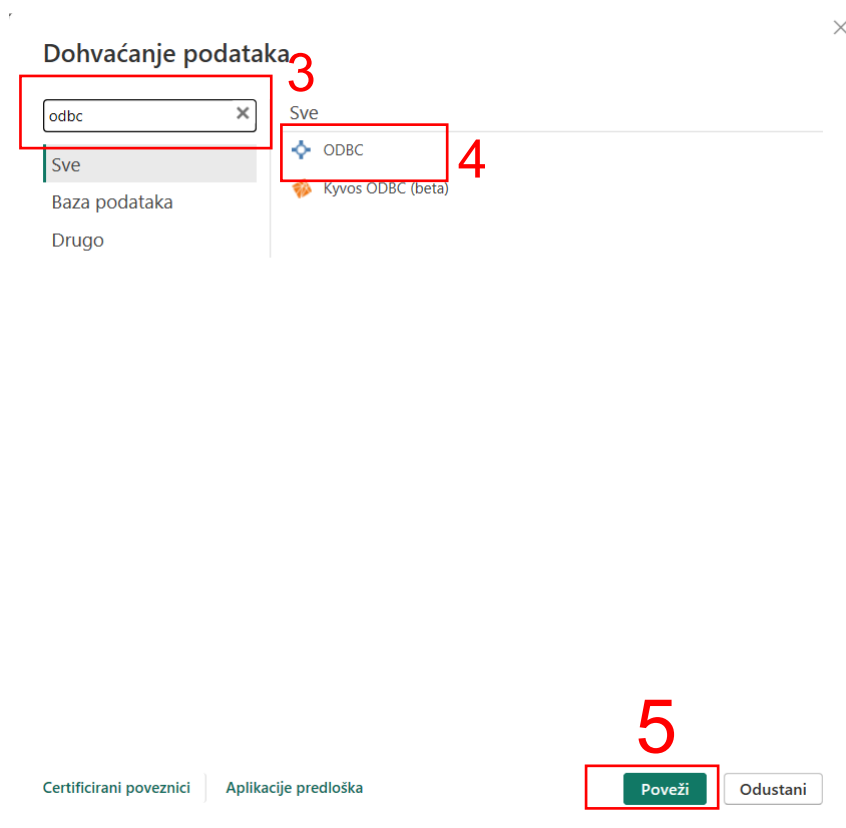 Dohvaćanje podataka
3
odbc
Sve
Baza podataka
Drugo
Sve
ODBC
4
Kyvos ODBC (beta)
5
Certificirani poveznici
Aplikacije predloška
Poveži
Odustani